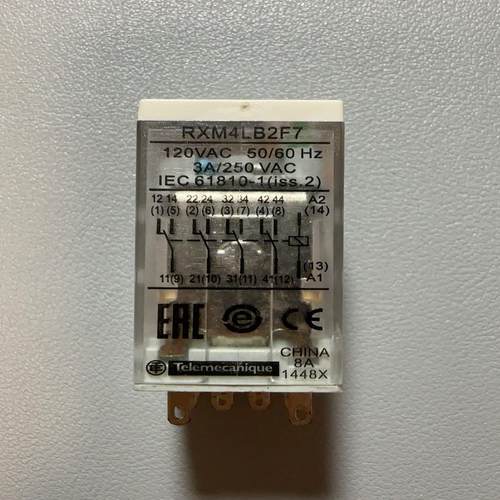 RXM4LB2F7
120VAC 50/60 Hz
3A/250 VAC
IEC 61810-1(iss.2)
12 14 22 24 32 34 42 44 A2
(1) (5) (2) (6) (3) (7) (4) (8) (14)
(13)
11(9) 21(10) 31(11) 41(12) A1
EAC e CE
CHINA
8A
Telemecanique 1448X